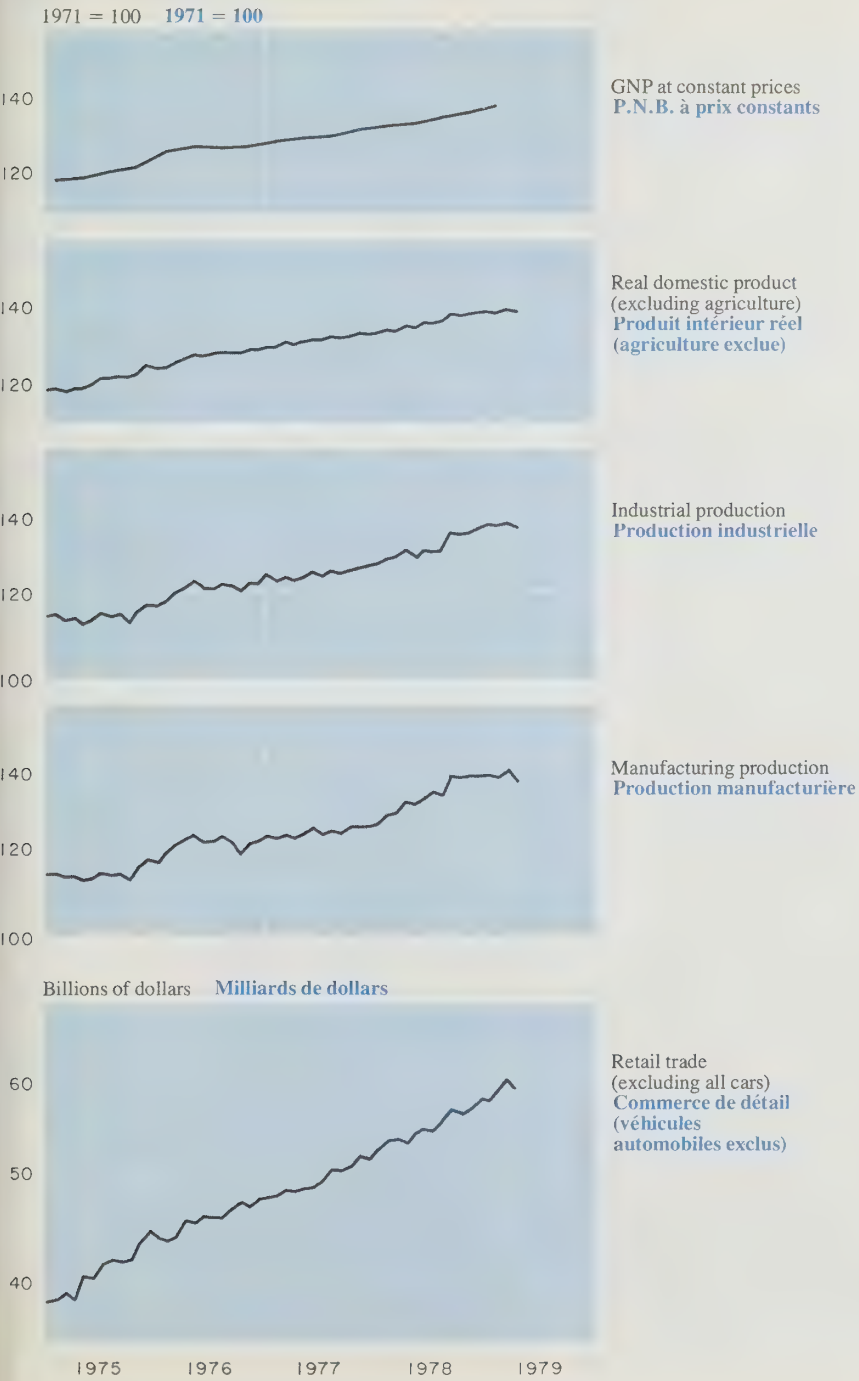 1971 = 100 1971 = 100
140
120
GNP at constant prices
P.N.B. à prix constants
140
120
Real domestic product
(excluding agriculture)
Produit intérieur réel
(agriculture exclue)
140
120
100
Industrial production
Production industrielle
140
120
100
Manufacturing production
Production manufacturière
Billions of dollars Milliards de dollars
60
50
40
Retail trade
(excluding all cars)
Commerce de détail
(véhicules
automobiles exclus)
1975 1976 1977 1978 1979